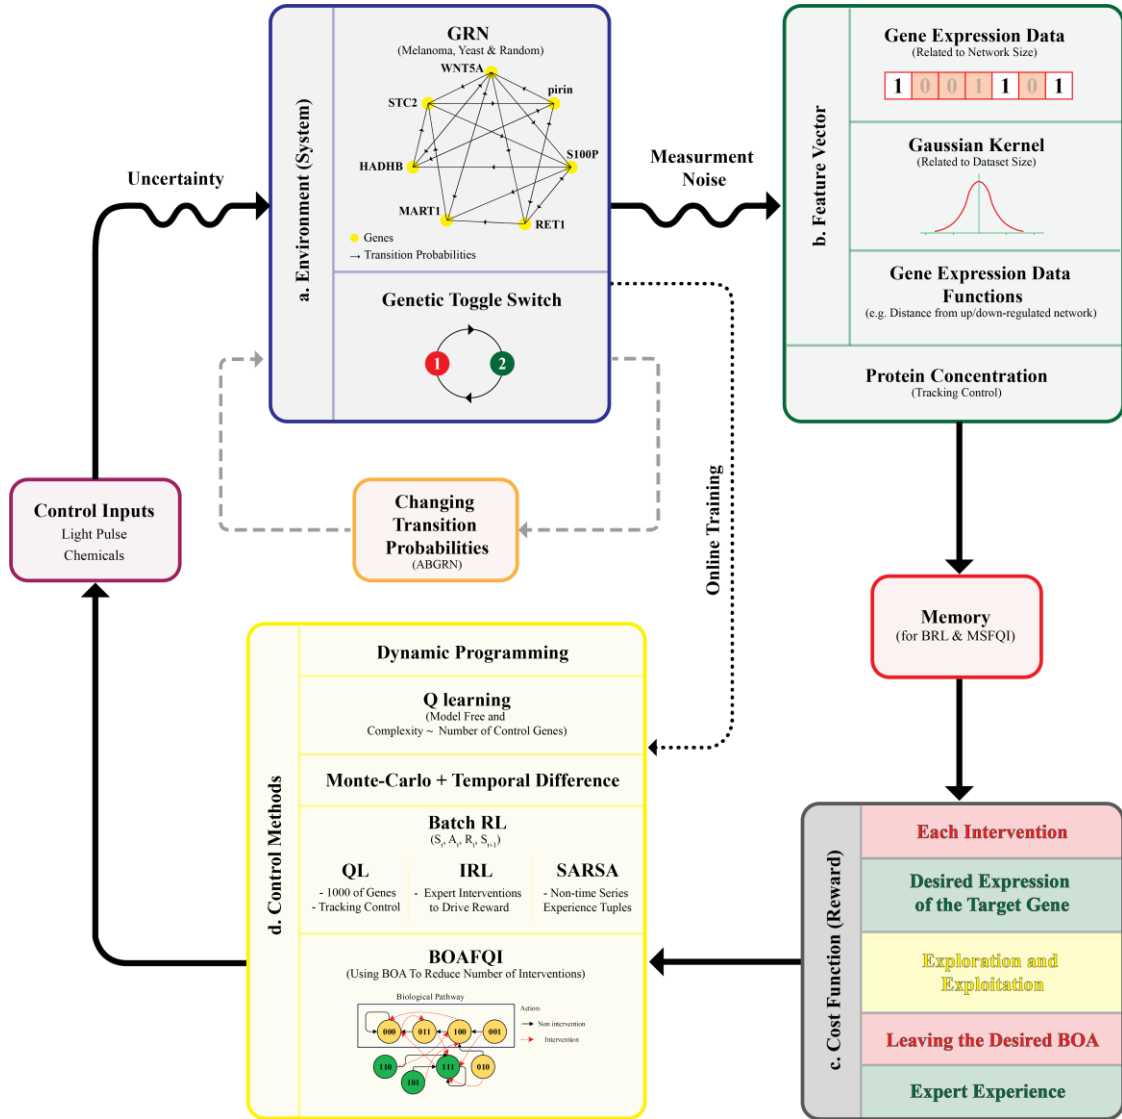 GRN
(Melanoma, Yeast & Random)
WNT5A
pirin
STC2
S100P
HADHB
MART1
RET1
Genes
→ Transition Probabilities
a. Environment (System)
Genetic Toggle Switch
1
2
Uncertainty
Measurment
Noise
b. Feature Vector
Gene Expression Data
(Related to Network Size)
1 0 0 1 1 0 1
Gaussian Kernel
(Related to Dataset Size)
Gene Expression Data
Functions
(e.g. Distance from up/down-regulated network)
Protein Concentration
(Tracking Control)
Control Inputs
Light Pulse
Chemicals
Changing
Transition
Probabilities
(ABGRN)
Online Training
Memory
(for BRL & MSFQI)
d. Control Methods
Dynamic Programming
Q learning
(Model Free and
Complexity ~ Number of Control Genes)
Monte-Carlo + Temporal Difference
Batch RL
(St, At, Rt, St+1)
QL
- 1000 of Genes
- Tracking Control
IRL
- Expert Interventions
to Drive Reward
SARSA
- Non-time Series
Experience Tuples
BOAFQI
(Using BOA To Reduce Number of Interventions)
Biological Pathway
Action
Non intervention
Intervention
000 011 100 001
110 101 111 010
c. Cost Function (Reward)
Each Intervention
Desired Expression
of the Target Gene
Exploration and
Exploitation
Leaving the Desired BOA
Expert Experience